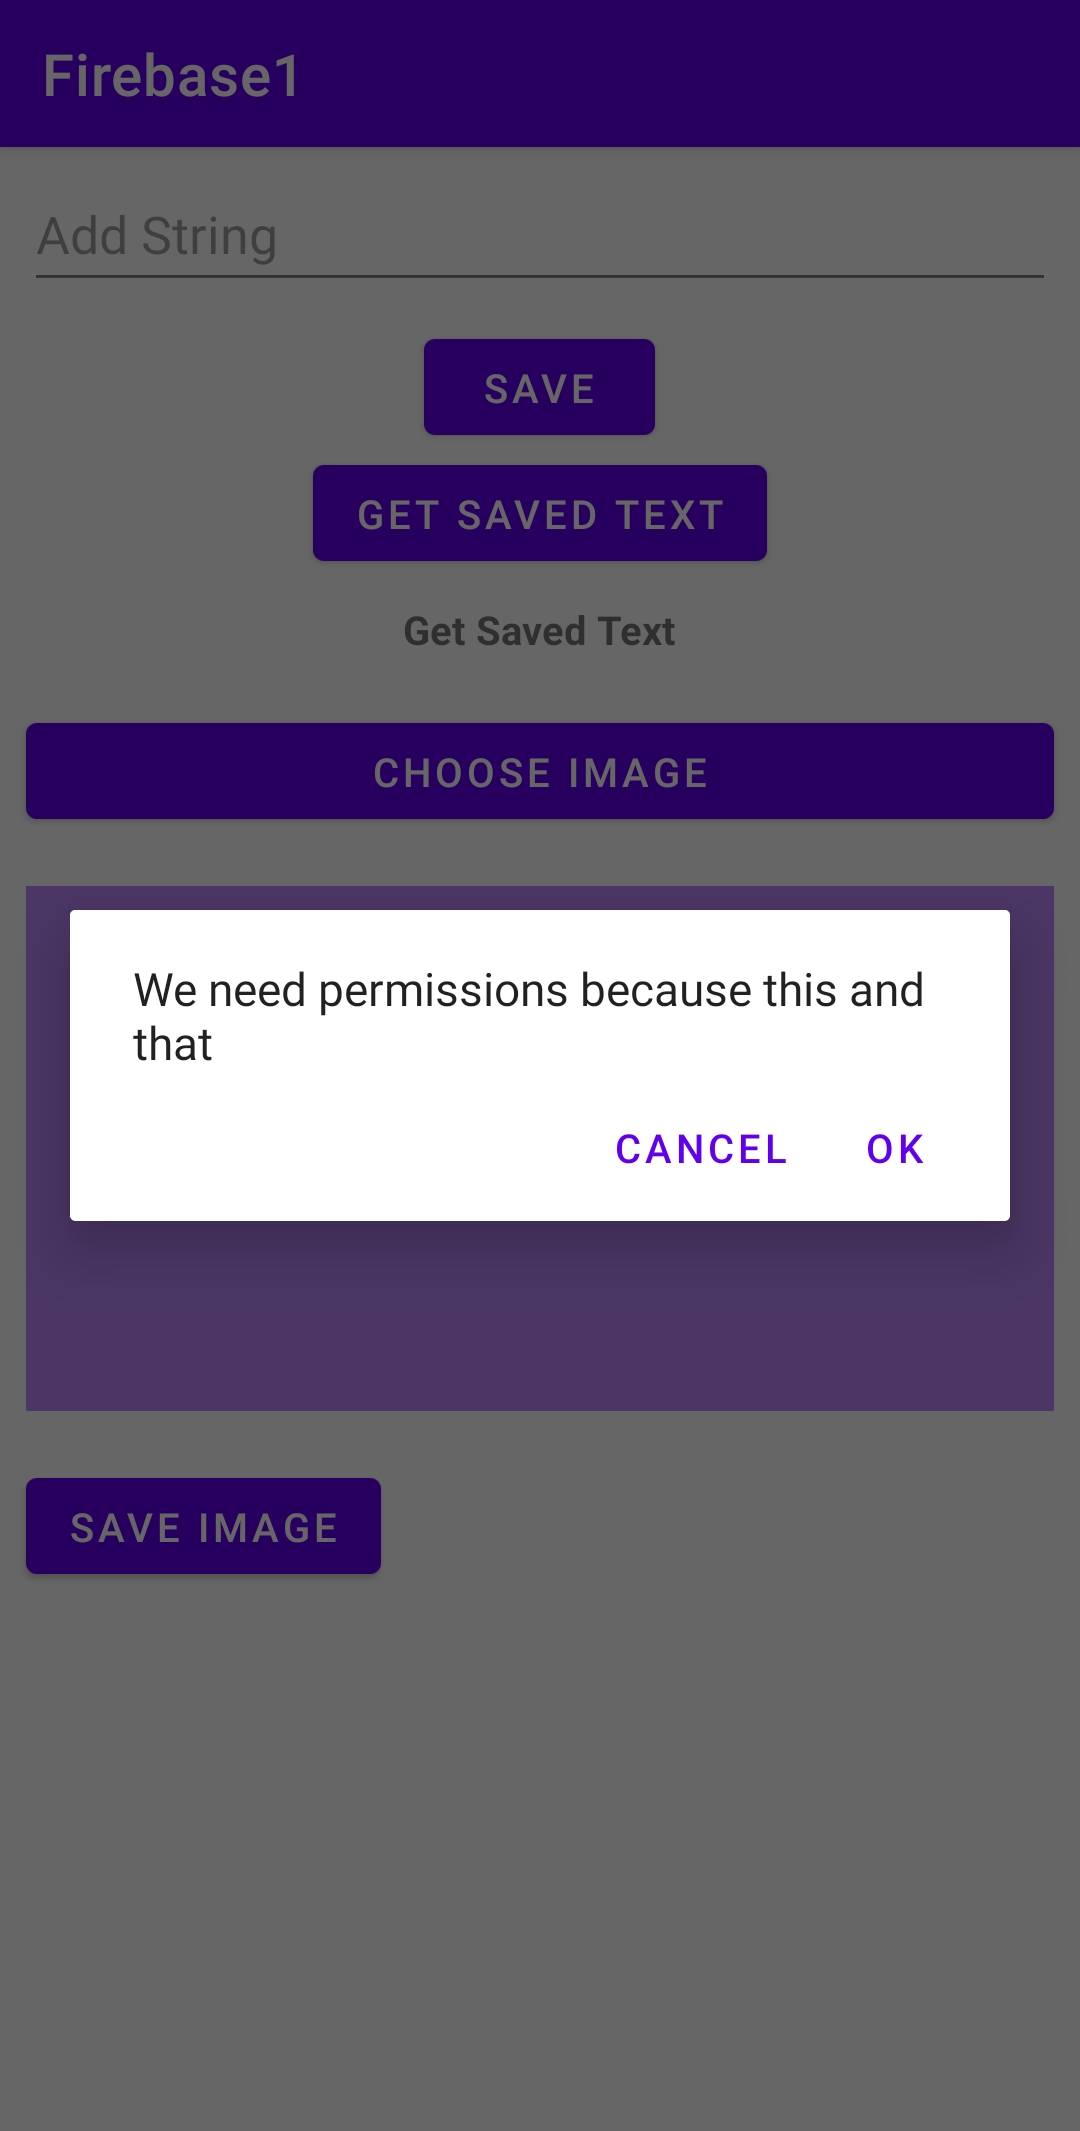 Firebase1
Add String
SAVE
GET SAVED TEXT
Get Saved Text
CHOOSE IMAGE
We need permissions because this and
that
CANCEL OK
SAVE IMAGE